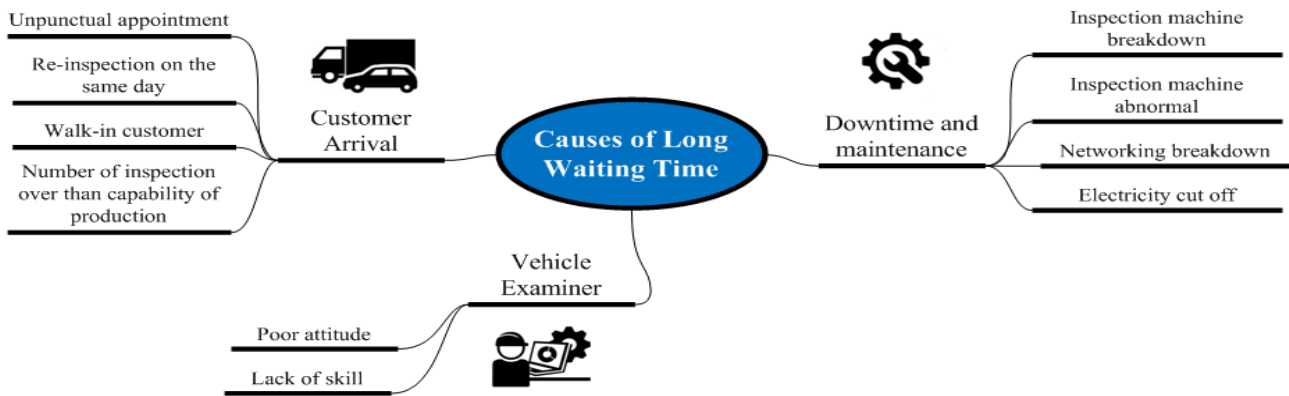 Unpunctual appointment
Re-inspection on the
same day
Walk-in customer
Number of inspection
over than capability of
production
Customer
Arrival
Causes of Long
Waiting Time
Downtime and
maintenance
Inspection machine
breakdown
Inspection machine
abnormal
Networking breakdown
Electricity cut off
Vehicle
Examiner
Poor attitude
Lack of skill